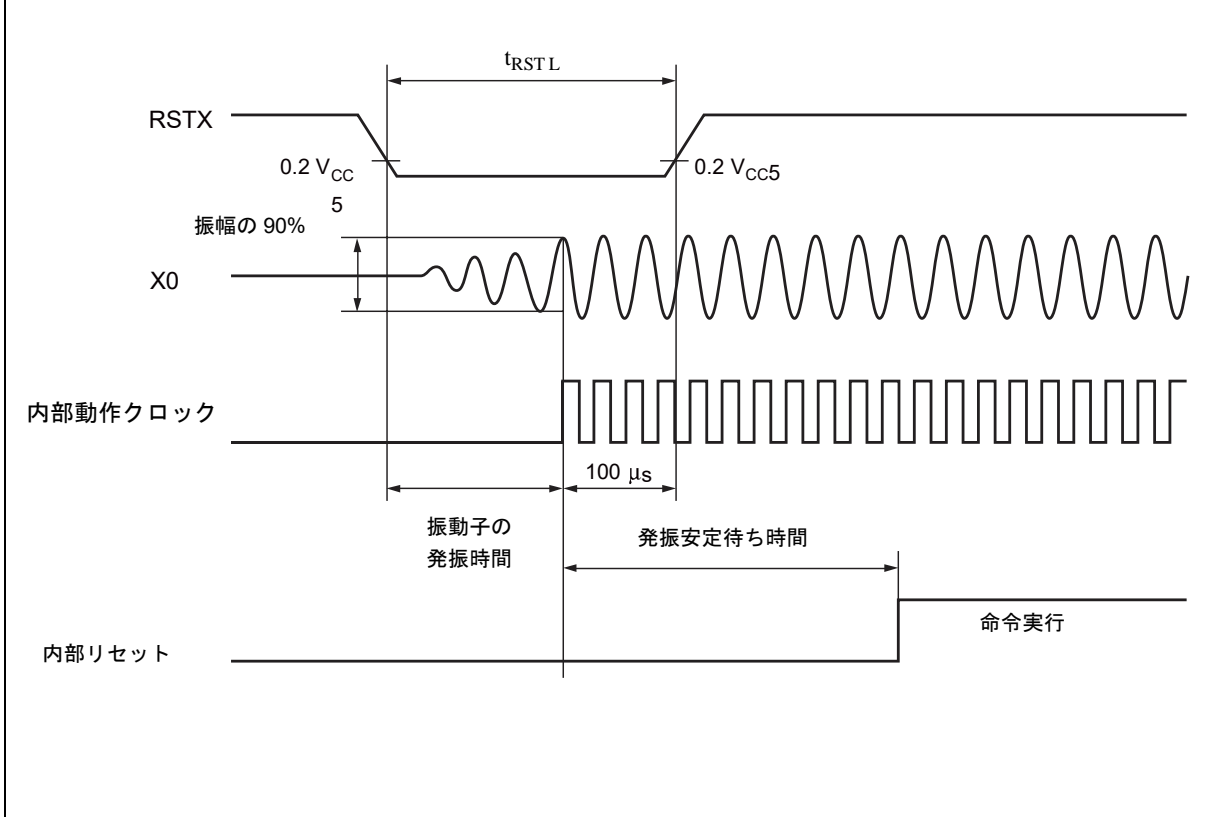 tRSTL
RSTX
0.2 VCC
5
0.2 VCC5
振幅の 90%
X0
内部動作クロック
100 μs
振動子の
発振時間
発振安定待ち時間
命令実行
内部リセット